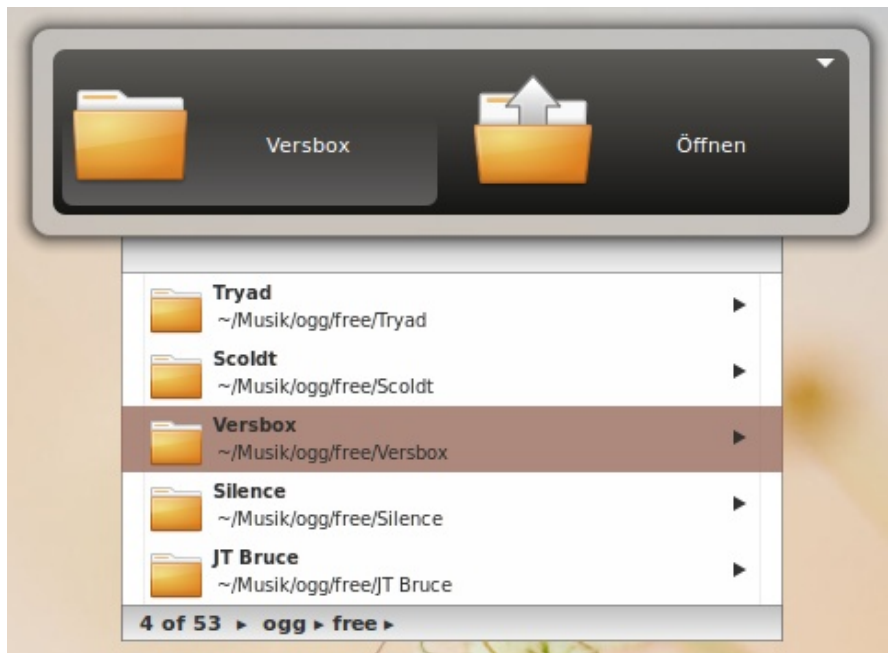 Versbox
Öffnen
Tryad
~/Musik/ogg/free/Tryad
Scoldt
~/Musik/ogg/free/Scoldt
Versbox
~/Musik/ogg/free/Versbox
Silence
~/Musik/ogg/free/Silence
JT Bruce
~/Musik/ogg/free/JT Bruce
4 of 53 ▸ ogg ▸ free ▸